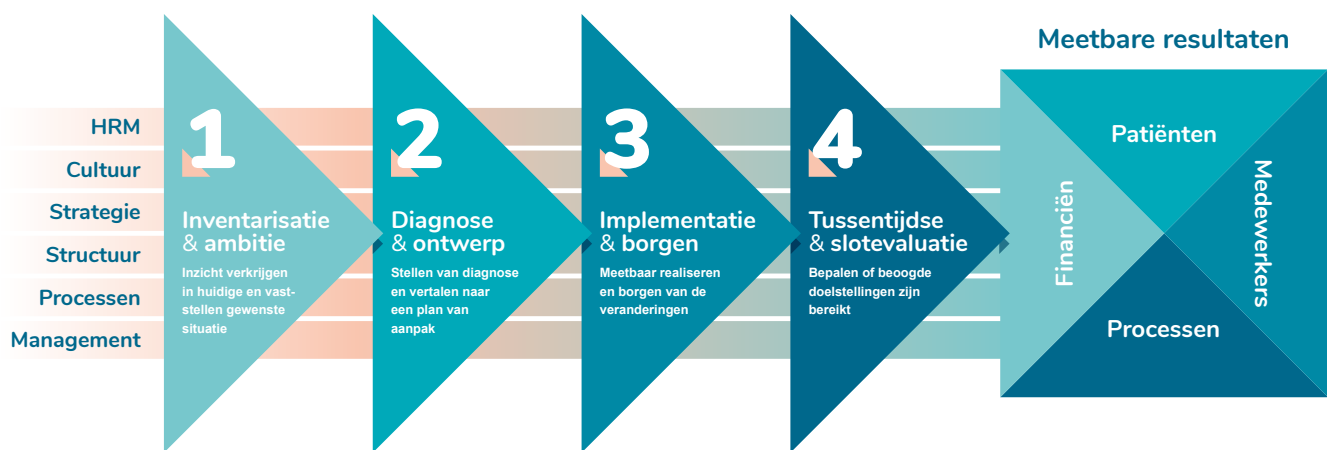 HRM
Cultuur
Strategie
Structuur
Processen
Management
1
Inventarisatie
& ambitie
Inzicht verkrijgen
in huidige en vast-
stellen gewenste
situatie
2
Diagnose
& ontwerp
Stellen van diagnose
en vertalen naar
een plan van
aanpak
3
Implementatie
& borgen
Meetbaar realiseren
en borgen van de
veranderingen
4
Tussentijdse
& slotevaluatie
Bepalen of beoogde
doelstellingen zijn
bereikt
Meetbare resultaten
Patiënten
Financiën
Medewerkers
Processen